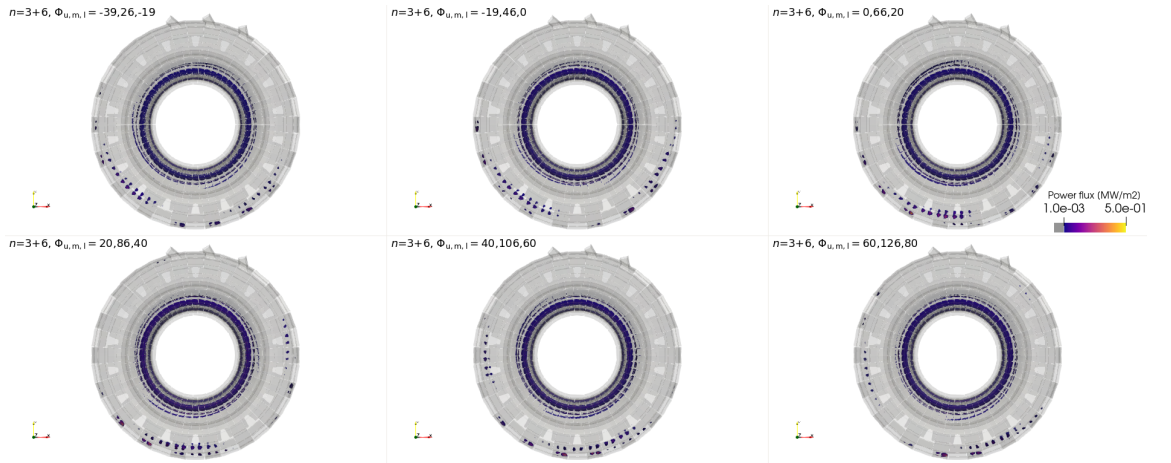 n=3+6, Φu,m,l = -39,26,-19
n=3+6, Φu,m,l = -19,46,0
n=3+6, Φu,m,l = 0,66,20
Power flux (MW/m2)
1.0e-03 5.0e-01
n=3+6, Φu,m,l = 20,86,40
n=3+6, Φu,m,l = 40,106,60
n=3+6, Φu,m,l = 60,126,80